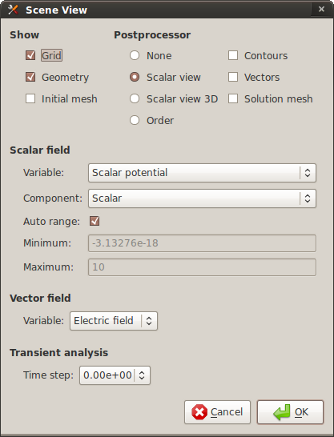 Scene View
Show Postprocessor
Grid None Contours
Geometry Scalar view Vectors
Initial mesh Scalar view 3D Solution mesh
Order
Scalar field
Variable: Scalar potential
Component: Scalar
Auto range:
Minimum: -3.13276e-18
Maximum: 10
Vector field
Variable: Electric field
Transient analysis
Time step: 0.00e+00
Cancel OK